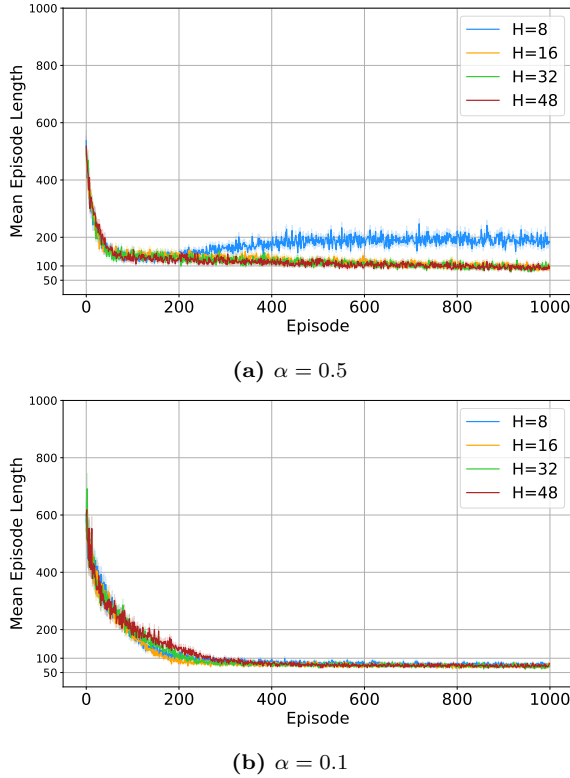 1000
800
600
400
200
100
50
Mean Episode Length
H=8
H=16
H=32
H=48
0 200 400 600 800 1000
Episode
(a) α = 0.5
1000
800
600
400
200
100
50
Mean Episode Length
H=8
H=16
H=32
H=48
0 200 400 600 800 1000
Episode
(b) α = 0.1